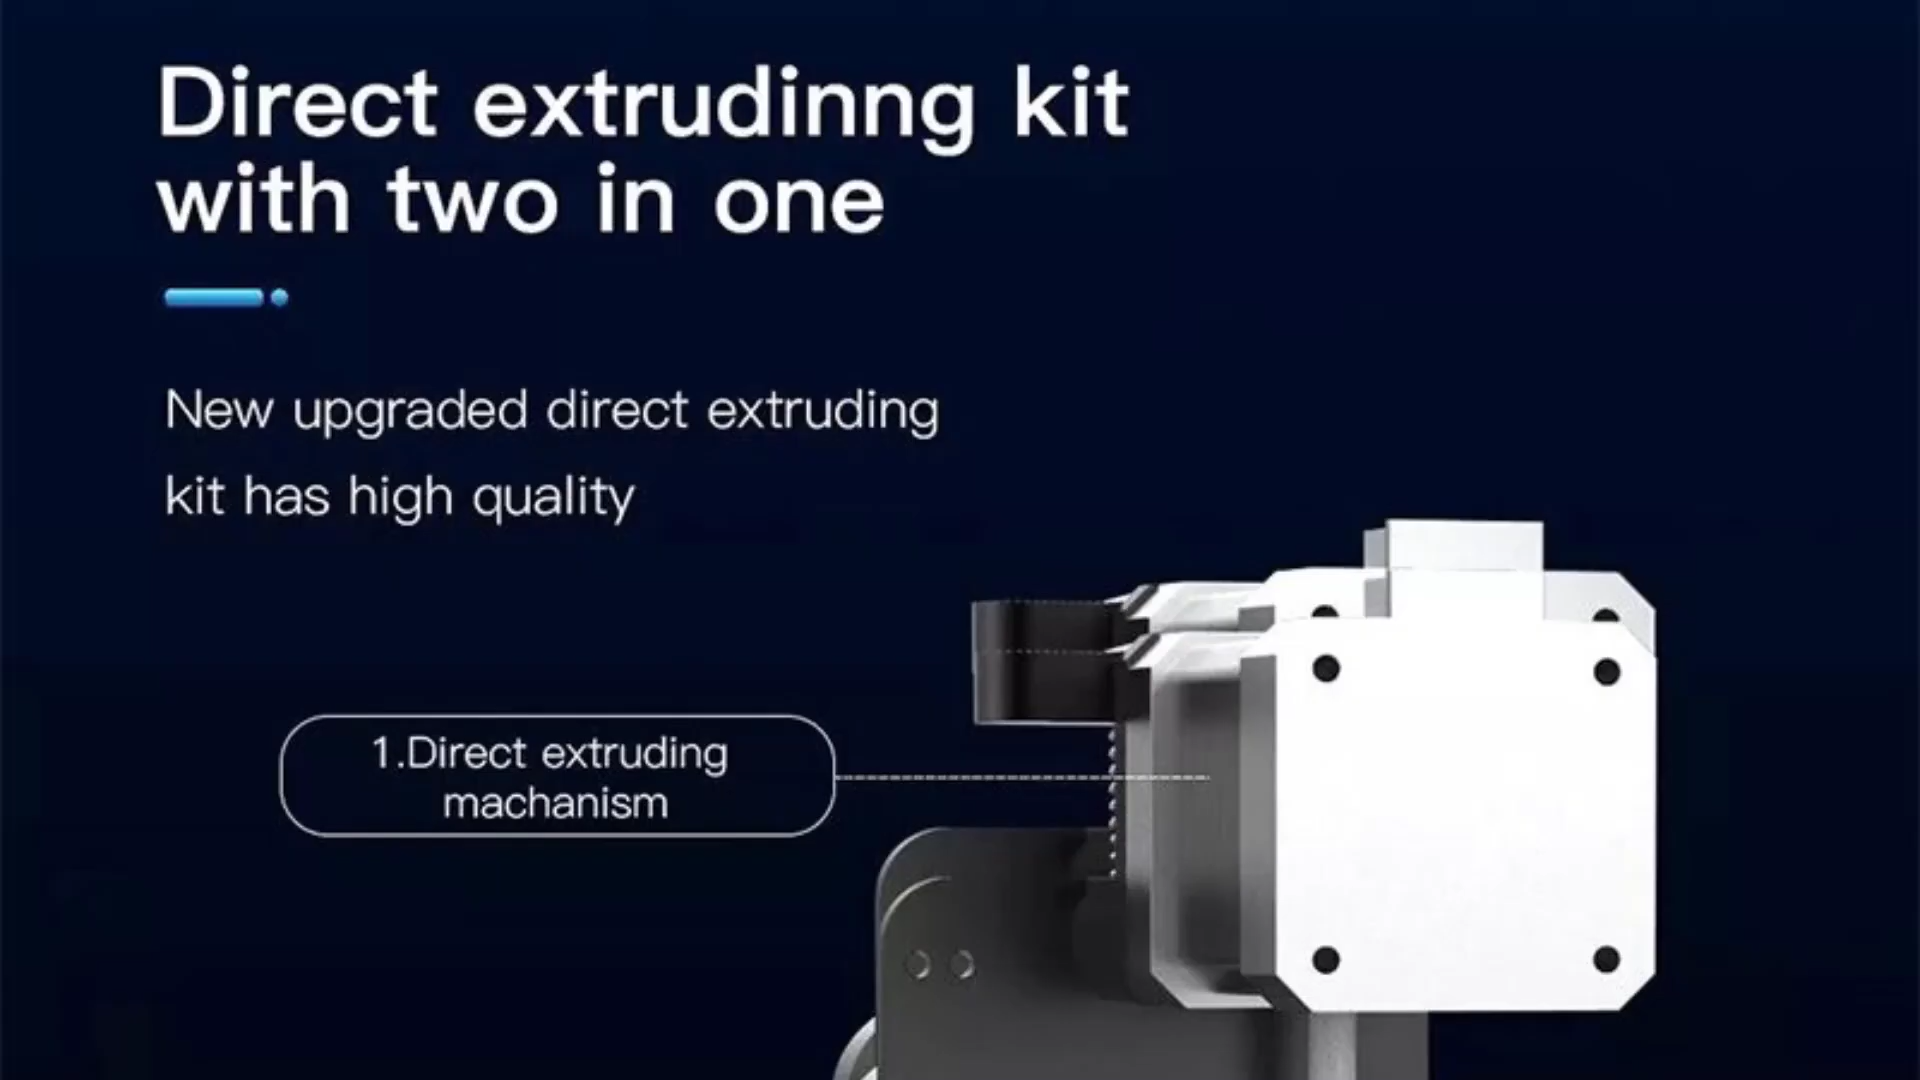 Direct extrudinng kit
with two in one
New upgraded direct extruding
kit has high quality
1.Direct extruding
machanism